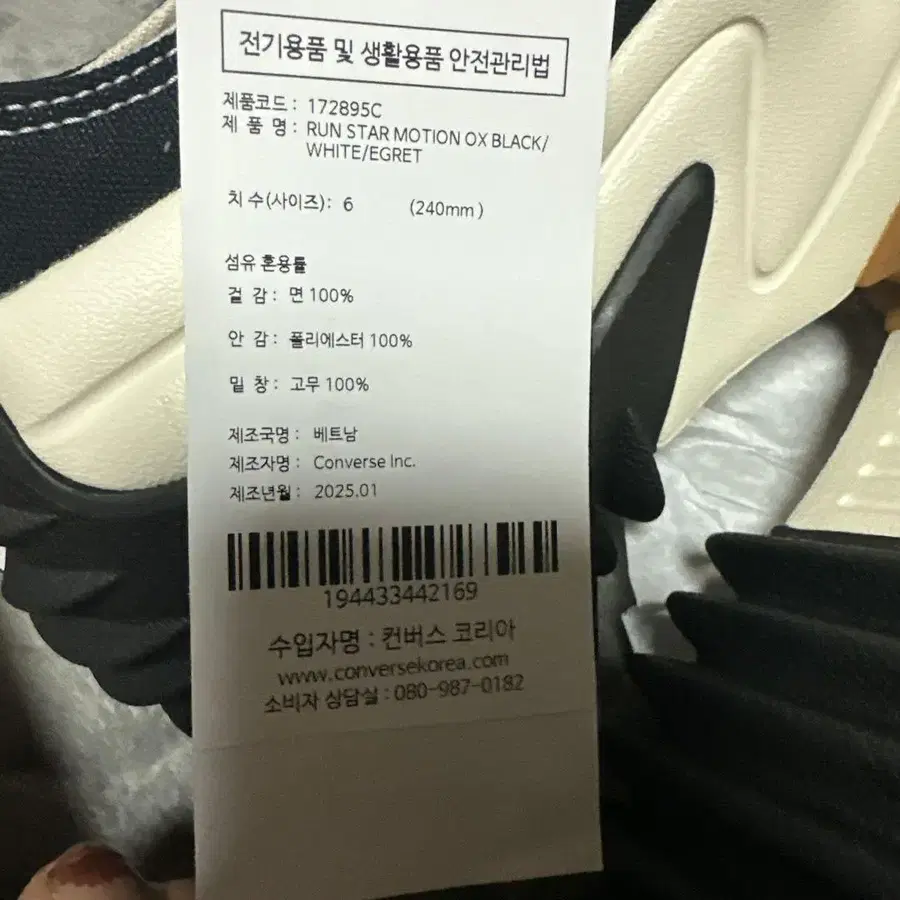 전기용품 및 생활용품 안전관리법
제품코드 : 172895C
제 품 명 : RUN STAR MOTION OX BLACK/
WHITE/EGRET
치 수(사이즈) : 6 (240mm)
섬유 혼용률
겉 감 : 면 100%
안 감 : 폴리에스터 100%
밑 창 : 고무 100%
제조국명 : 베트남
제조자명 : Converse Inc.
제조년월 : 2025.01
194433442169
수입자명 : 컨버스 코리아
www.conversekorea.com
소비자 상담실 : 080-987-0182